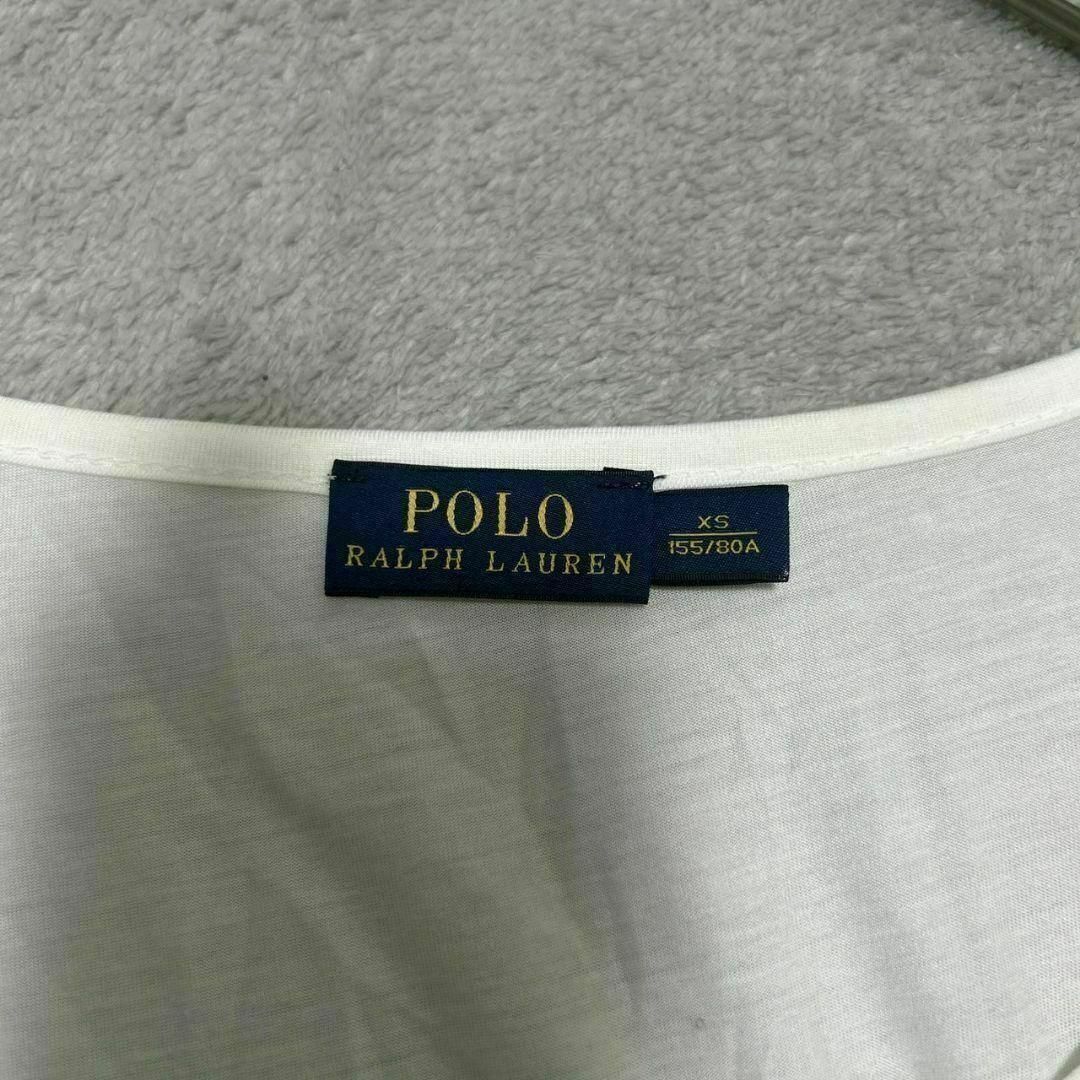 POLO
RALPH LAUREN
XS
155/80A